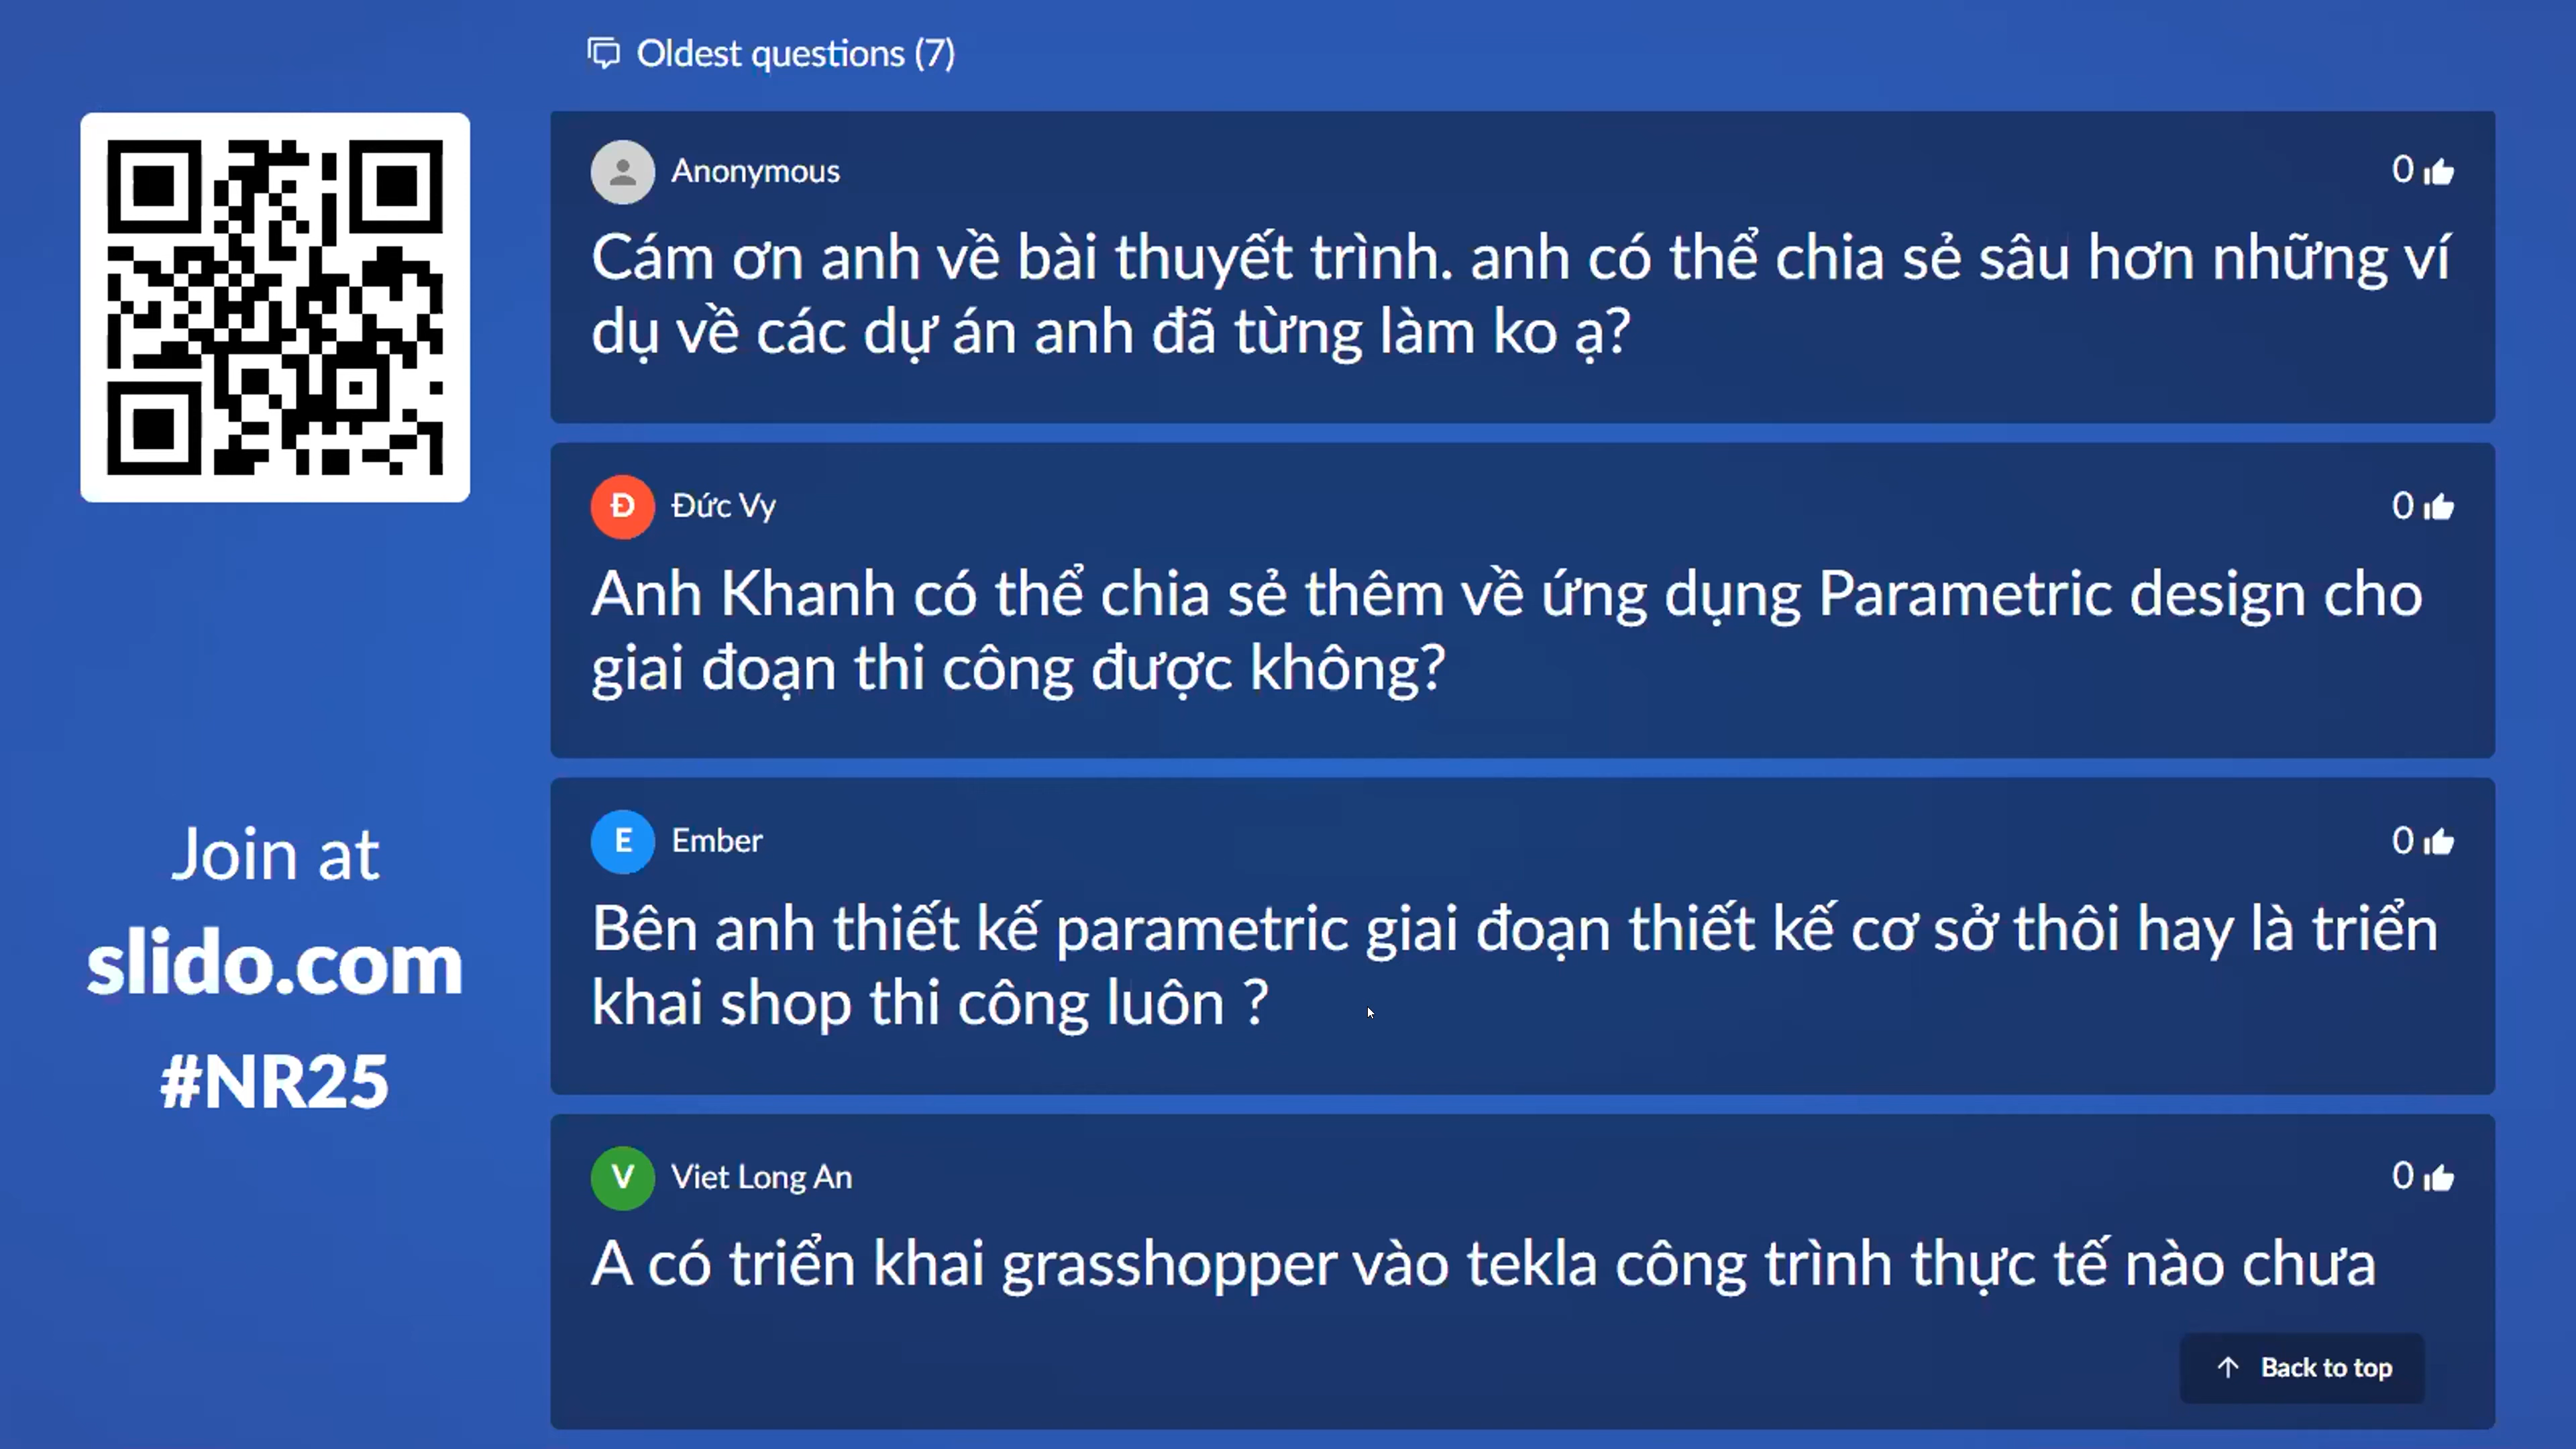 Oldest questions (7)
Anonymous
0
Cám ơn anh về bài thuyết trình. anh có thể chia sẻ sâu hơn những ví
dụ về các dự án anh đã từng làm ko ạ?
Đ
Đức Vy
0
Anh Khanh có thể chia sẻ thêm về ứng dụng Parametric design cho
giai đoạn thi công được không?
E
Ember
0
Bên anh thiết kế parametric giai đoạn thiết kế cơ sở thôi hay là triển
khai shop thi công luôn ?
V
Viet Long An
0
A có triển khai grasshopper vào tekla công trình thực tế nào chưa
Back to top
Join at
slido.com
#NR25